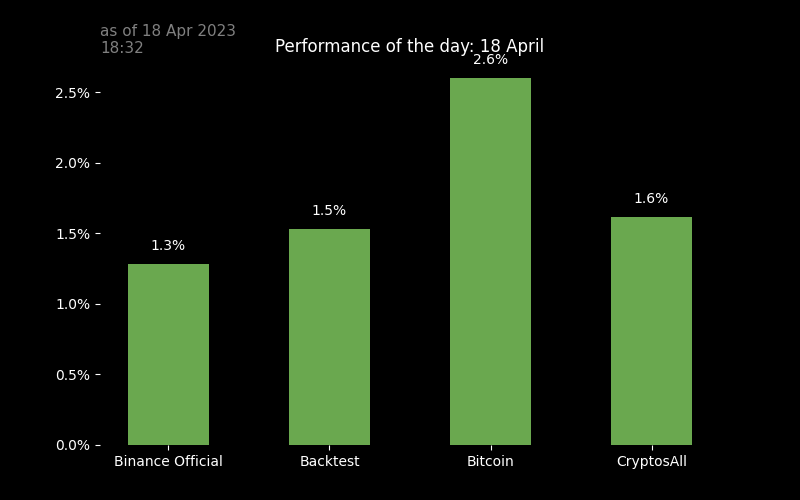 as of 18 Apr 2023
18:32
Performance of the day: 18 April
2.6%
2.5%
2.0%
1.6%
1.5%
1.5%
1.3%
1.0%
0.5%
0.0%
Binance Official
Backtest
Bitcoin
CryptosAll